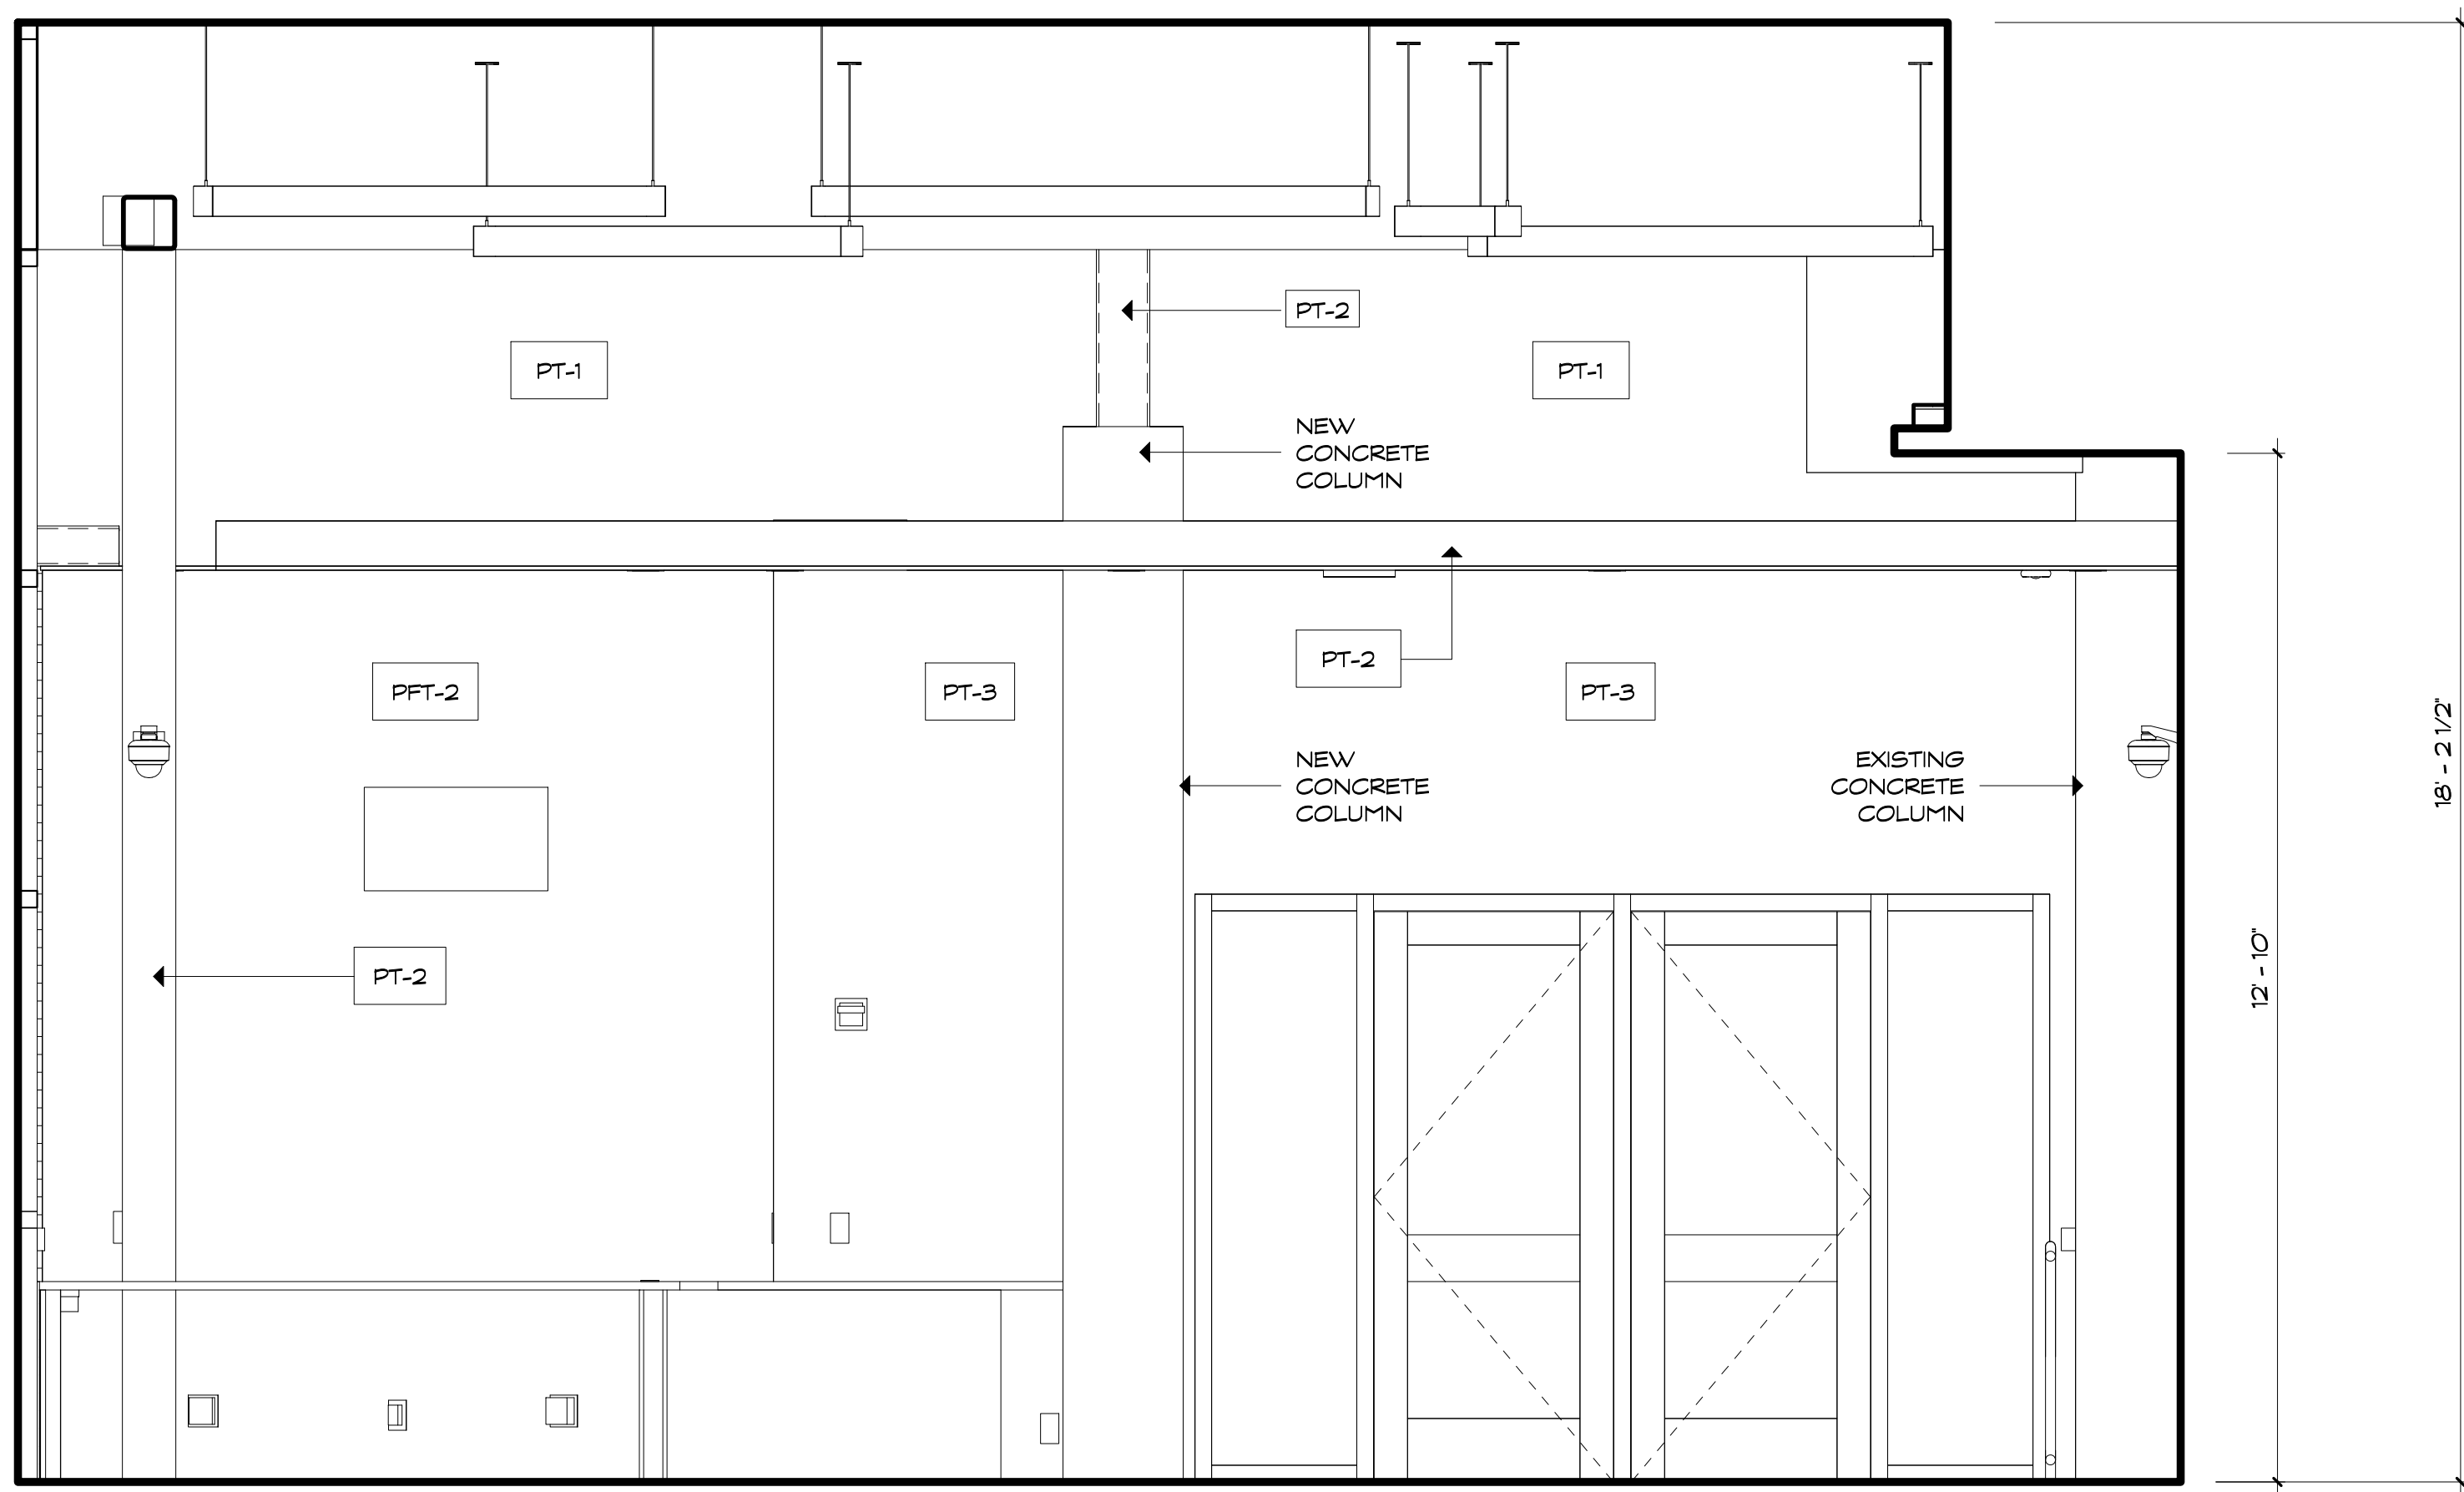 PT-2
PT-1
PT-1
NEW
CONCRETE
COLUMN
PT-2
PFT-2
PT-3
PT-3
NEW
CONCRETE
COLUMN
EXISTING
CONCRETE
COLUMN
18' - 2 1/2"
12' - 10"
PT-2